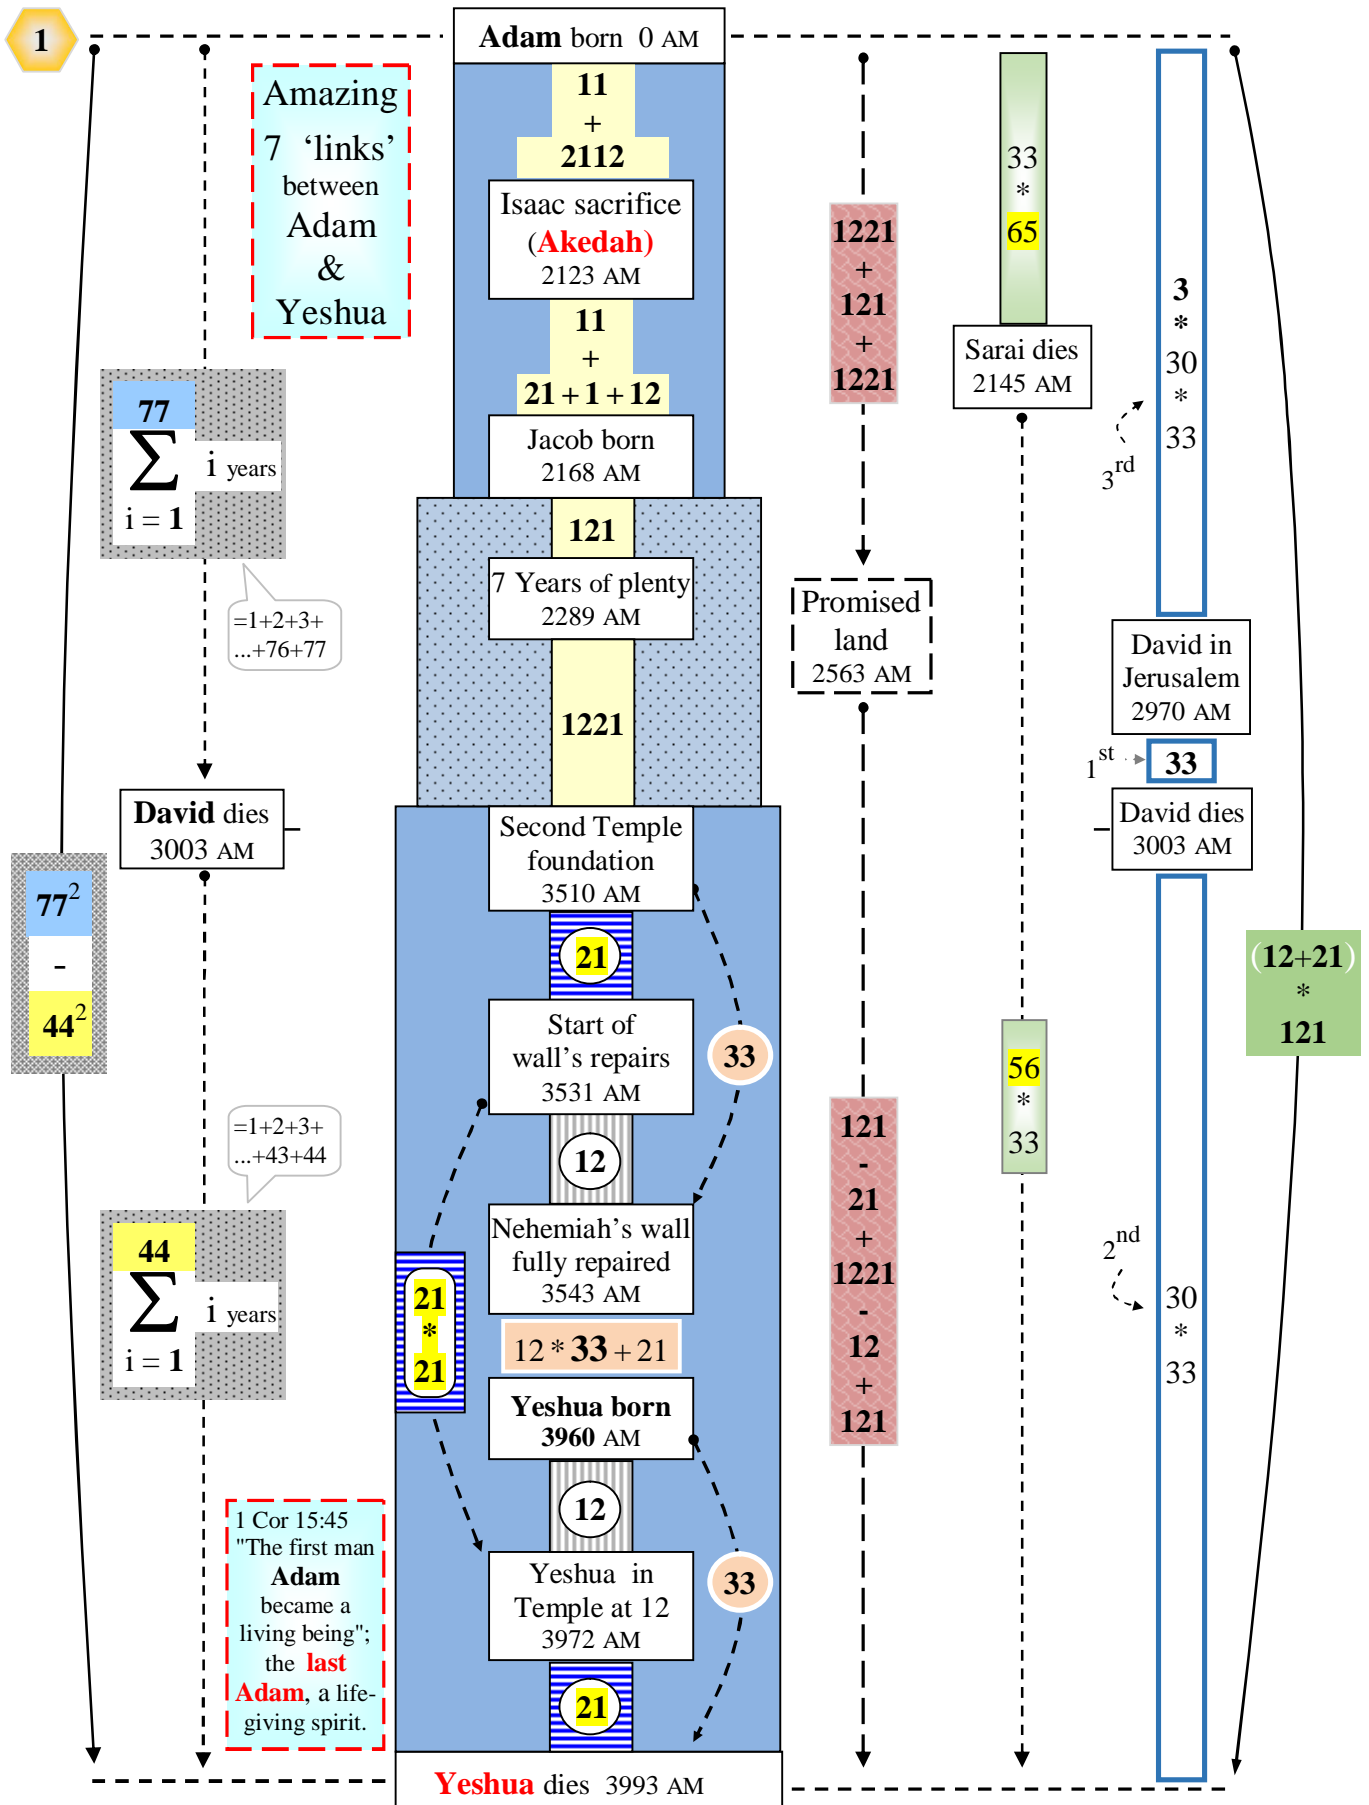 1
Adam born 0 AM
Amazing
7 ‘links’
between
Adam
&
Yeshua
11
+
2112
Isaac sacrifice
(Akedah)
2123 AM
11
+
21 + 1 + 12
Jacob born
2168 AM
121
7 Years of plenty
2289 AM
1221
Second Temple
foundation
3510 AM
21
Start of
wall’s repairs
3531 AM
33
12
Nehemiah’s wall
fully repaired
3543 AM
21
*
21
12 * 33 + 21
Yeshua born
3960 AM
12
Yeshua in
Temple at 12
3972 AM
33
21
Yeshua dies 3993 AM
77
∑ i years
i = 1
=1+2+3+
...+76+77
David dies
3003 AM
77²
-
44²
=1+2+3+
...+43+44
44
∑ i years
i = 1
1 Cor 15:45
"The first man
Adam
became a
living being";
the last
Adam, a life-
giving spirit.
1221
+
121
+
1221
Promised
land
2563 AM
121
-
21
+
1221
-
12
+
121
33
*
65
Sarai dies
2145 AM
56
*
33
3
*
30
*
33
3rd
David in
Jerusalem
2970 AM
1st
33
David dies
3003 AM
2nd
30
*
33
(12+21)
*
121